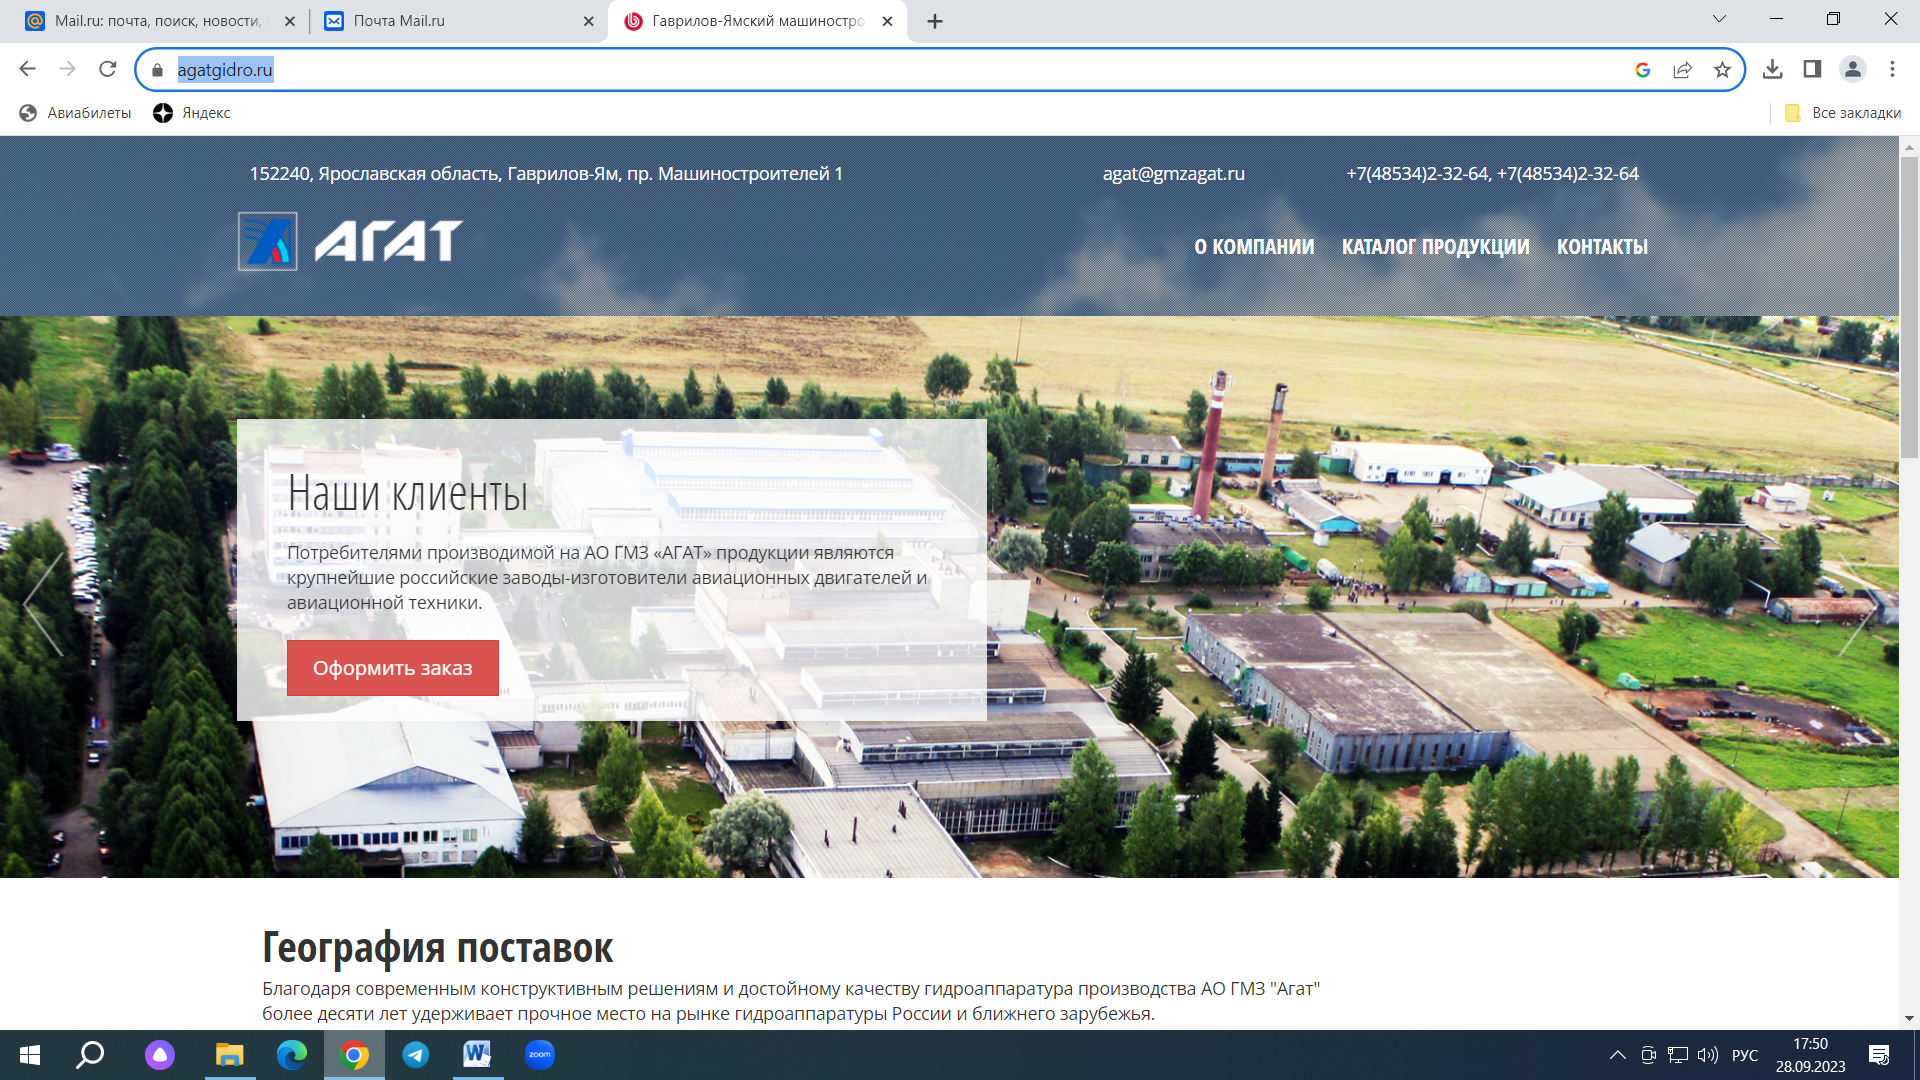 Mail.ru: почта, поиск, новости,
Почта Mail.ru
Гаврилов-Ямский машиностро
agatgidro.ru
Авиабилеты
Яндекс
Все закладки
152240, Ярославская область, Гаврилов-Ям, пр. Машиностроителей 1
agat@gmzagat.ru
+7(48534)2-32-64, +7(48534)2-32-64
АГАТ
О КОМПАНИИ
КАТАЛОГ ПРОДУКЦИИ
КОНТАКТЫ
Наши клиенты
Потребителями производимой на АО ГМЗ «АГАТ» продукции являются
крупнейшие российские заводы-изготовители авиационных двигателей и
авиационной техники.
Оформить заказ
География поставок
Благодаря современным конструктивным решениям и достойному качеству гидроаппаратура производства АО ГМЗ "Агат"
более десяти лет удерживает прочное место на рынке гидроаппаратуры России и ближнего зарубежья.
zoom
РУС
17:50
28.09.2023